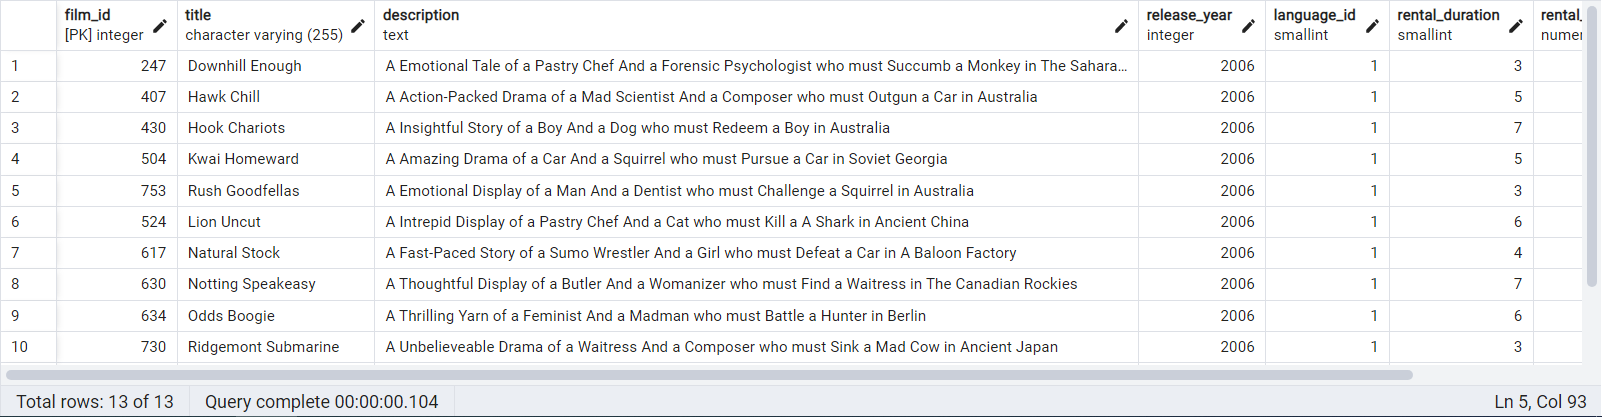 film_id title description release_year language_id rental_duration rental_
[PK] integer character varying (255) text integer smallint smallint numer
1 247 Downhill Enough A Emotional Tale of a Pastry Chef And a Forensic Psychologist who must Succumb a Monkey in The Sahara... 2006 1 3
2 407 Hawk Chill A Action-Packed Drama of a Mad Scientist And a Composer who must Outgun a Car in Australia 2006 1 5
3 430 Hook Chariots A Insightful Story of a Boy And a Dog who must Redeem a Boy in Australia 2006 1 7
4 504 Kwai Homeward A Amazing Drama of a Car And a Squirrel who must Pursue a Car in Soviet Georgia 2006 1 5
5 753 Rush Goodfellas A Emotional Display of a Man And a Dentist who must Challenge a Squirrel in Australia 2006 1 3
6 524 Lion Uncut A Intrepid Display of a Pastry Chef And a Cat who must Kill a A Shark in Ancient China 2006 1 6
7 617 Natural Stock A Fast-Paced Story of a Sumo Wrestler And a Girl who must Defeat a Car in A Baloon Factory 2006 1 4
8 630 Notting Speakeasy A Thoughtful Display of a Butler And a Womanizer who must Find a Waitress in The Canadian Rockies 2006 1 7
9 634 Odds Boogie A Thrilling Yarn of a Feminist And a Madman who must Battle a Hunter in Berlin 2006 1 6
10 730 Ridgemont Submarine A Unbelieveable Drama of a Waitress And a Composer who must Sink a Mad Cow in Ancient Japan 2006 1 3
Total rows: 13 of 13 Query complete 00:00:00.104 Ln 5, Col 93